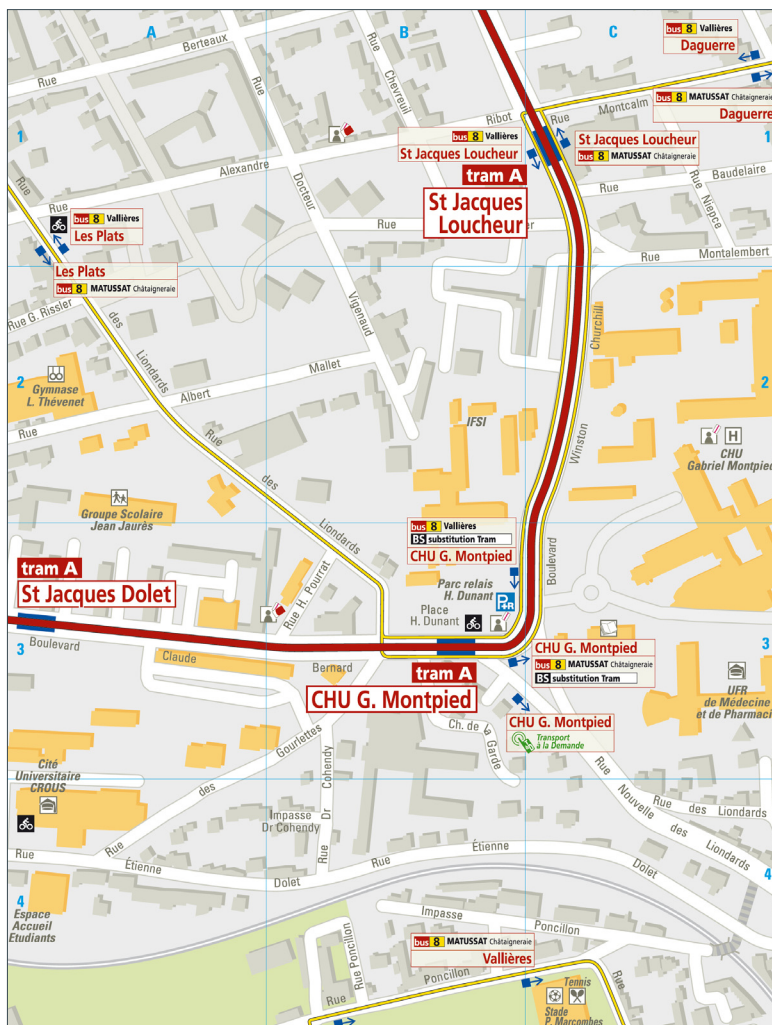 A
B
C
bus 8 Vallières
Daguerre
Rue
Berteaux
Rue
Rue
Chevreuil
bus 8 MATUSSAT Châtaigneraie
Daguerre
Rue
Montcalm
Ribot
1
1
bus 8 Vallières
St Jacques Loucheur
St Jacques Loucheur
bus 8 MATUSSAT Châtaigneraie
tram A
St Jacques
Loucheur
Rue
Baudelaire
Alexandre
Rue
Docteur
Rue
Rue
Niepce
bus 8 Vallières
Les Plats
Rue
Montalembert
Les Plats
bus 8 MATUSSAT Châtaigneraie
Rue G. Rissler
des
Liondards
Vigenaud
Churchill
Mallet
Albert
Rue
2
2
Gymnase
L. Thévenet
IFSI
Winston
H
CHU
Gabriel Montpied
Rue
des
Liondards
Groupe Scolaire
Jean Jaurès
bus 8 Vallières
BS substitution Tram
CHU G. Montpied
Boulevard
tram A
St Jacques Dolet
Rue H. Pourrat
Parc relais
H. Dunant
P+R
Place
H. Dunant
3
3
Boulevard
Claude
Bernard
tram A
CHU G. Montpied
CHU G. Montpied
bus 8 MATUSSAT Châtaigneraie
BS substitution Tram
UFR
de Médecine
et de Pharmaci
CHU G. Montpied
Transport
à la Demande
Ch. de la Garde
des
Gourlettes
Rue
Dr
Cohendy
Cité
Universitaire
CROUS
Impasse
Dr Cohendy
Rue
Nouvelle
des
Liondards
Rue des Liondards
Rue
Étienne
Dolet
Rue
Étienne
Dolet
4
4
Espace
Accueil
Etudiants
Impasse
Poncillon
Rue Poncillon
bus 8 MATUSSAT Châtaigneraie
Vallières
Rue
Poncillon
Rue
Tennis
Stade
P. Marcombes